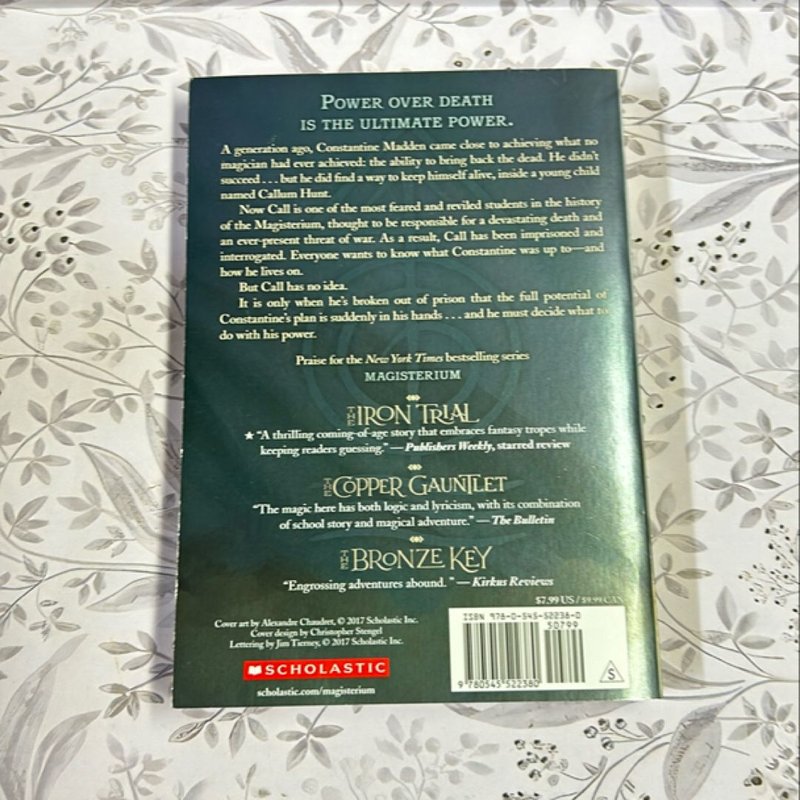 POWER OVER DEATH
IS THE ULTIMATE POWER.
A generation ago, Constantine Madden came close to achieving what no
magician had ever achieved: the ability to bring back the dead. He didn't
succeed . . . but he did find a way to keep himself alive, inside a young child
named Callum Hunt.
Now Call is one of the most feared and reviled students in the history
of the Magisterium, thought to be responsible for a devastating death and
an ever-present threat of war. As a result, Call has been imprisoned and
interrogated. Everyone wants to know what Constantine was up to—and
how he lives on.
But Call has no idea.
It is only when he's broken out of prison that the full potential of
Constantine's plan is suddenly in his hands . . . and he must decide what to
do with his power.
Praise for the New York Times bestselling series
MAGISTERIUM
THE IRON TRIAL
★ "A thrilling coming-of-age story that embraces fantasy tropes while
keeping readers guessing." — Publishers Weekly, starred review
THE COPPER GAUNTLET
"The magic here has both logic and lyricism, with its combination
of school story and magical adventure." — The Bulletin
THE BRONZE KEY
"Engrossing adventures abound. " — Kirkus Reviews
$7.99 US / $9.99 CAN
Cover art by Alexandre Chaudret, © 2017 Scholastic Inc.
Cover design by Christopher Stengel
Lettering by Jim Tierney, © 2017 Scholastic Inc.
SCHOLASTIC
scholastic.com/magisterium
ISBN 978-0-545-52238-0
50799
9 780545 522380
S